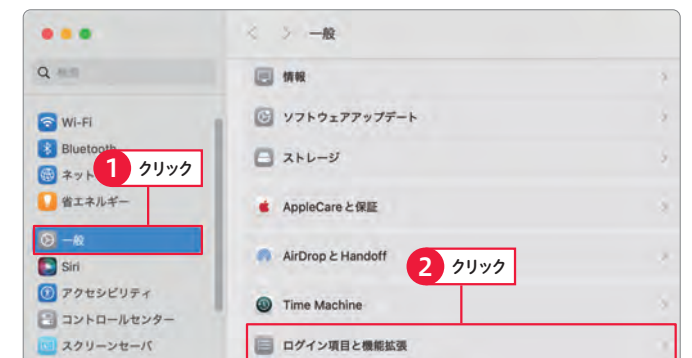 一般
検索
Wi-Fi
Bluetooth
ネット
省エネルギー
一般
Siri
アクセシビリティ
コントロールセンター
スクリーンセーバ
1 クリック
情報
ソフトウェアアップデート
ストレージ
AppleCare と保証
AirDrop と Handoff
2 クリック
Time Machine
ログイン項目と機能拡張